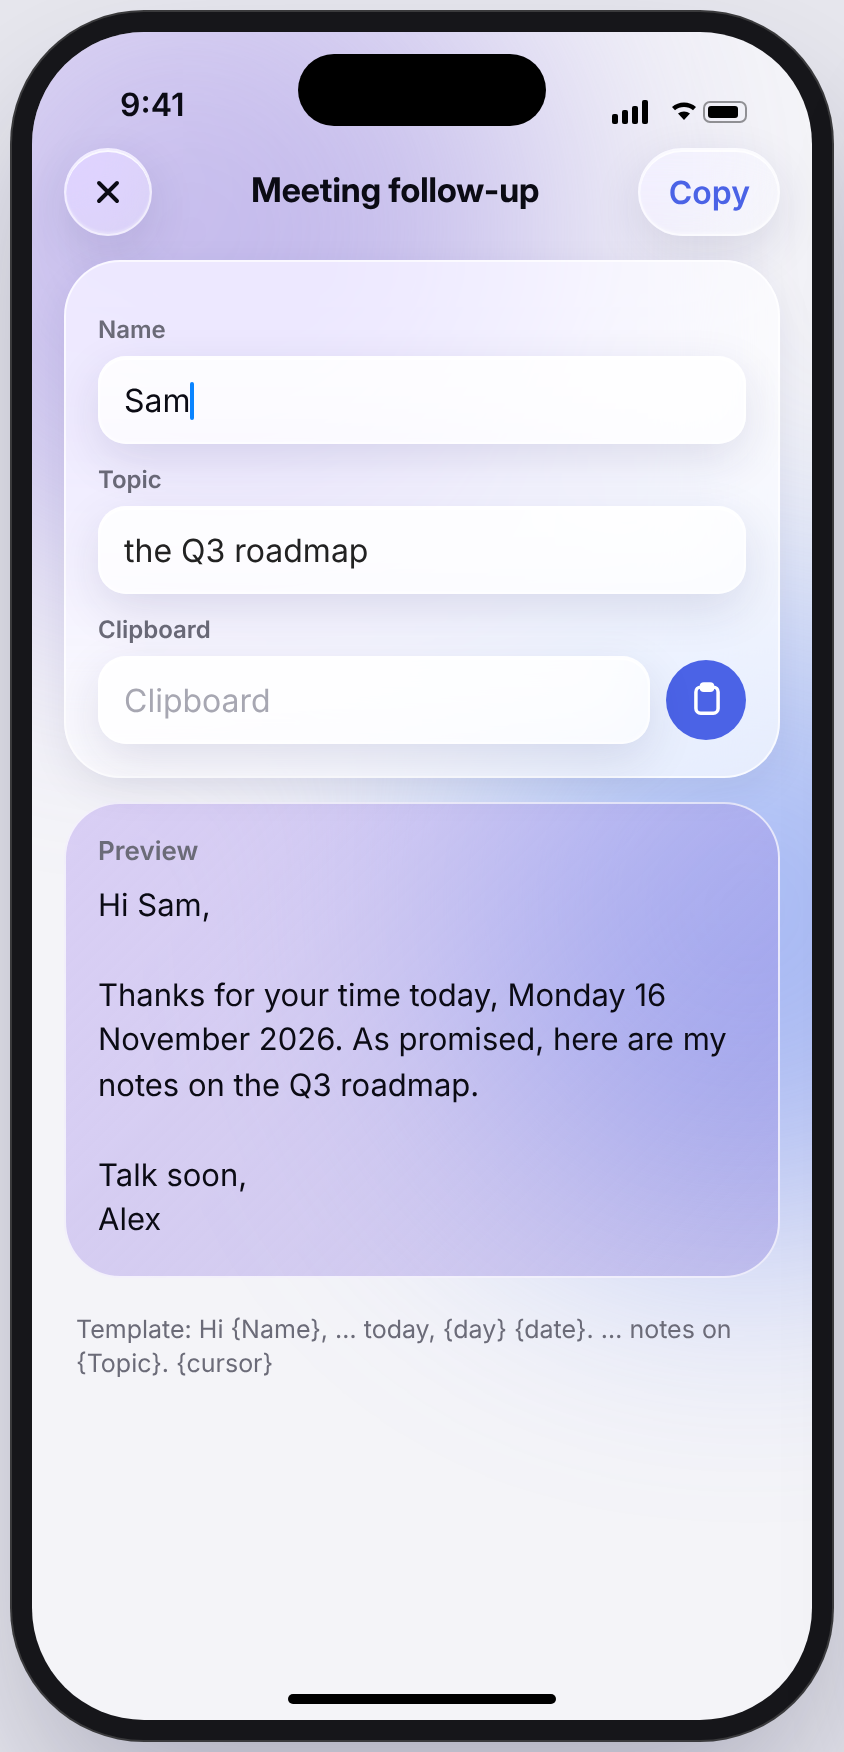 9:41
Meeting follow-up
Copy
Name
Sam
Topic
the Q3 roadmap
Clipboard
Clipboard
Preview
Hi Sam,
Thanks for your time today, Monday 16
November 2026. As promised, here are my
notes on the Q3 roadmap.
Talk soon,
Alex
Template: Hi {Name}, … today, {day} {date}. … notes on
{Topic}. {cursor}